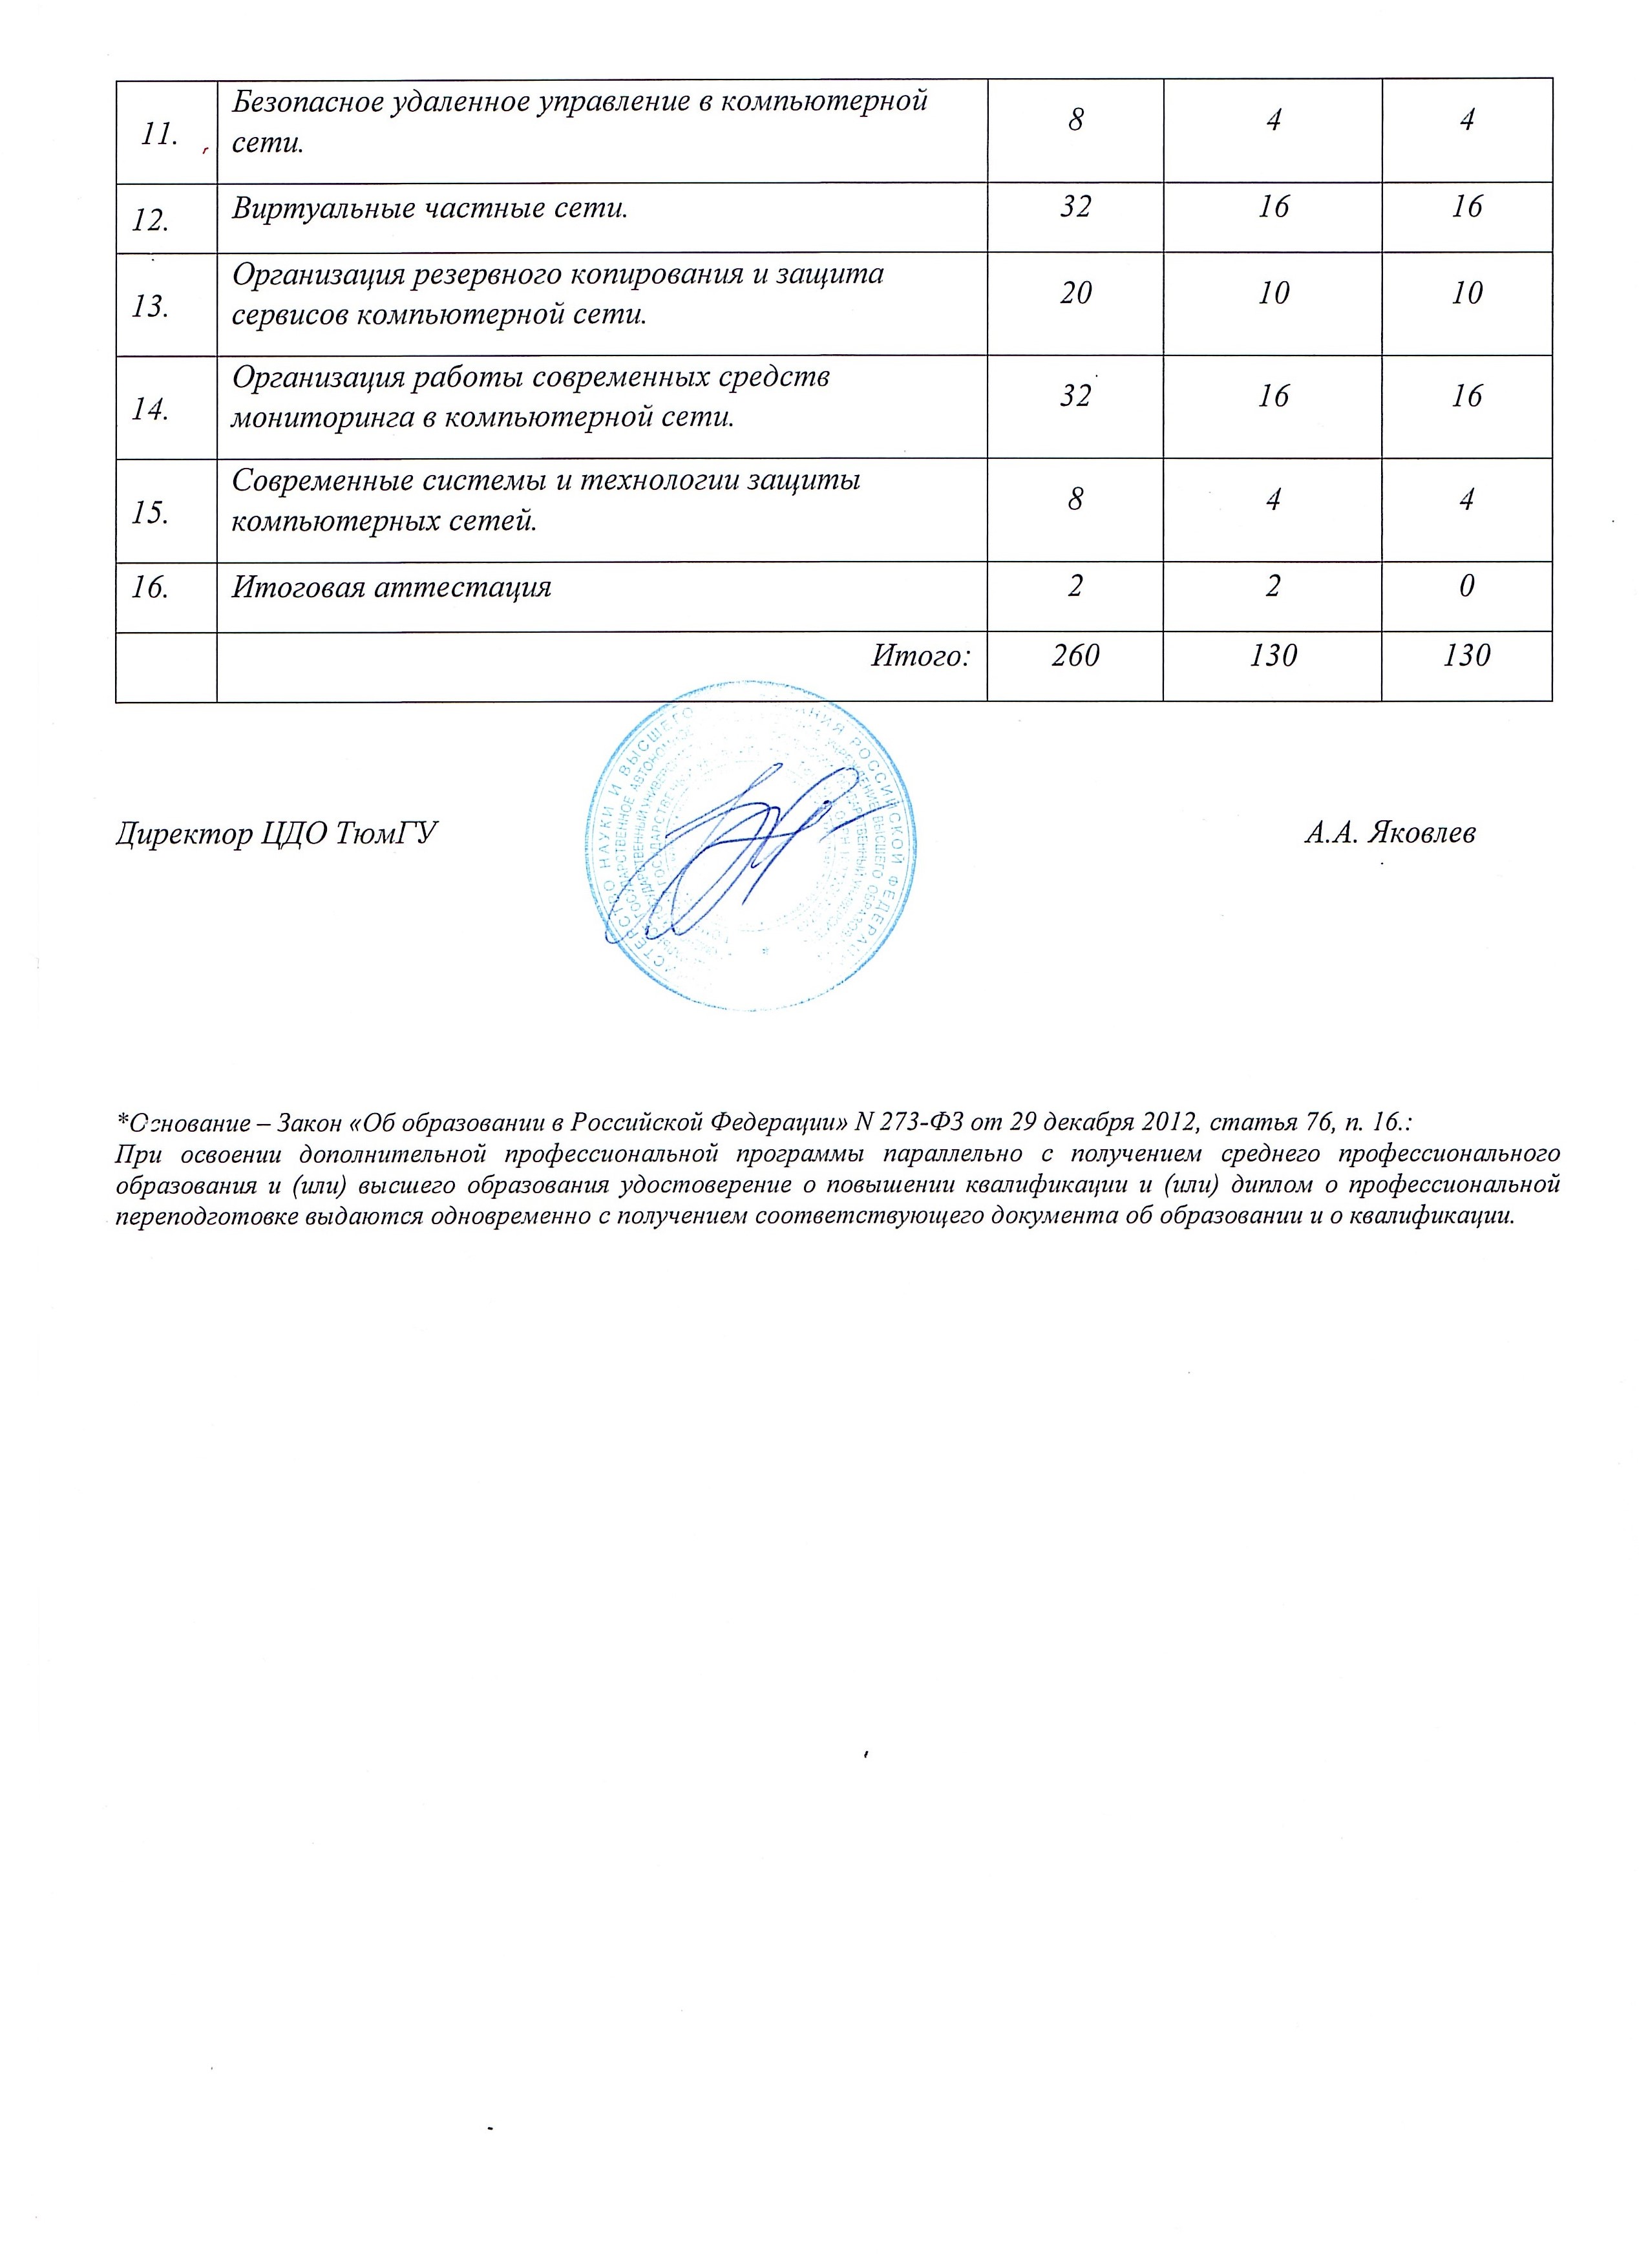 11. Безопасное удаленное управление в компьютерной 8 4 4
сети.
12. Виртуальные частные сети. 32 16 16
13. Организация резервного копирования и защита 20 10 10
сервисов компьютерной сети.
14. Организация работы современных средств 32 16 16
мониторинга в компьютерной сети.
15. Современные системы и технологии защиты 8 4 4
компьютерных сетей.
16. Итоговая аттестация 2 2 0
Итого: 260 130 130
НАУКИ И ВЫСШЕГО РОССИЙСКОЙ
Директор ЦДО ТюмГУ А.А. Яковлев
*Основание – Закон «Об образовании в Российской Федерации» N 273-ФЗ от 29 декабря 2012, статья 76, п. 16.:
При освоении дополнительной профессиональной программы параллельно с получением среднего профессионального
образования и (или) высшего образования удостоверение о повышении квалификации и (или) диплом о профессиональной
переподготовке выдаются одновременно с получением соответствующего документа об образовании и о квалификации.